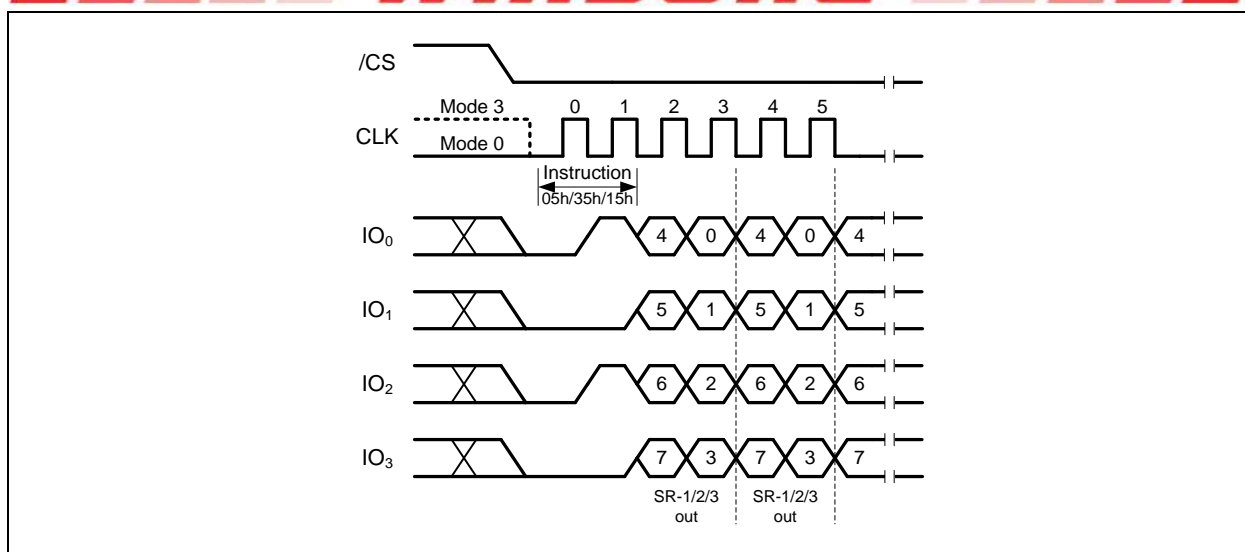 /CS
Mode 3 0 1 2 3 4 5
CLK
Mode 0
Instruction
05h/35h/15h
IO₀ 4 0 4 0 4
IO₁ 5 1 5 1 5
IO₂ 6 2 6 2 6
IO₃ 7 3 7 3 7
SR-1/2/3 SR-1/2/3
out out